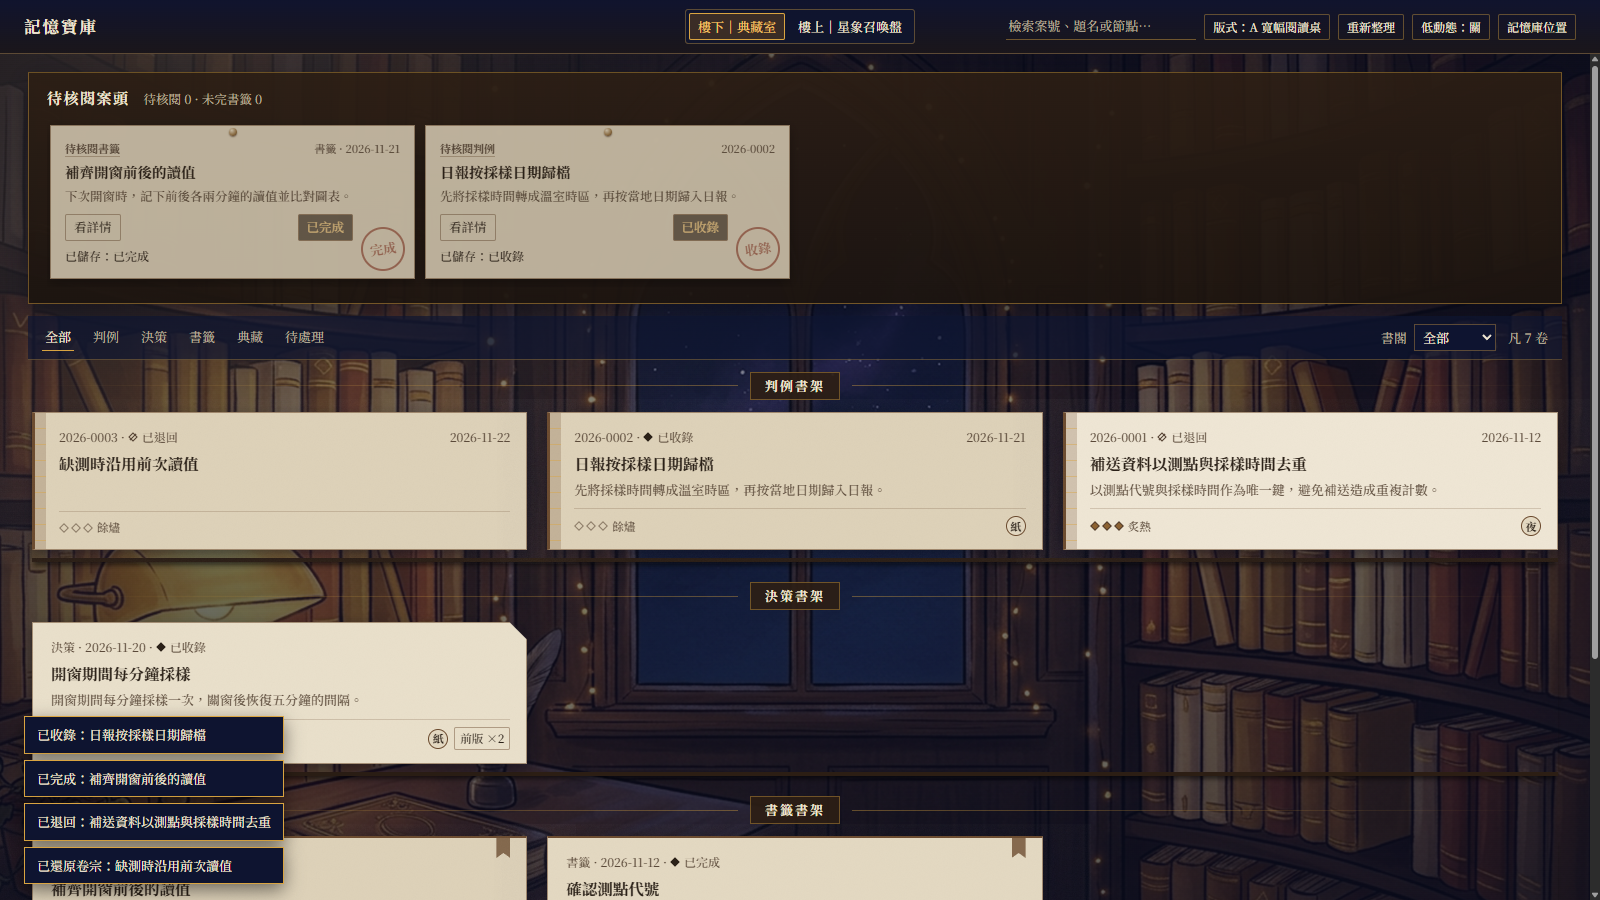 記憶寶庫
樓下｜典藏室 樓上｜星象召喚盤
檢索案號、題名或節點…
版式：A 寬幅閱讀桌 重新整理 低動態：關 記憶庫位置
待核閱案頭 待核閱 0 · 未完書籤 0
待核閱書籤 書籤 · 2026-11-21
補齊開窗前後的讀值
下次開窗時，記下前後各兩分鐘的讀值並比對圖表。
看詳情 已完成
完成
已儲存：已完成
待核閱判例 2026-0002
日報按採樣日期歸檔
先將採樣時間轉成溫室時區，再按當地日期歸入日報。
看詳情 已收錄
收錄
已儲存：已收錄
全部 判例 決策 書籤 典藏 待處理
書閣 全部 凡 7 卷
判例書架
2026-0003 · 已退回 2026-11-22
缺測時沿用前次讀值
◇◇◇ 餘燼
2026-0002 · ◆ 已收錄 2026-11-21
日報按採樣日期歸檔
先將採樣時間轉成溫室時區，再按當地日期歸入日報。
◇◇◇ 餘燼 紙
2026-0001 · 已退回 2026-11-12
補送資料以測點與採樣時間去重
以測點代號與採樣時間作為唯一鍵，避免補送造成重複計數。
◆◆◆ 炙熱 夜
決策書架
決策 · 2026-11-20 · ◆ 已收錄
開窗期間每分鐘採樣
開窗期間每分鐘採樣一次，關窗後恢復五分鐘的間隔。
紙 前版 ×2
書籤書架
補齊開窗前後的讀值
書籤 · 2026-11-12 · ◆ 已完成
確認測點代號
已收錄：日報按採樣日期歸檔
已完成：補齊開窗前後的讀值
已退回：補送資料以測點與採樣時間去重
已還原卷宗：缺測時沿用前次讀值